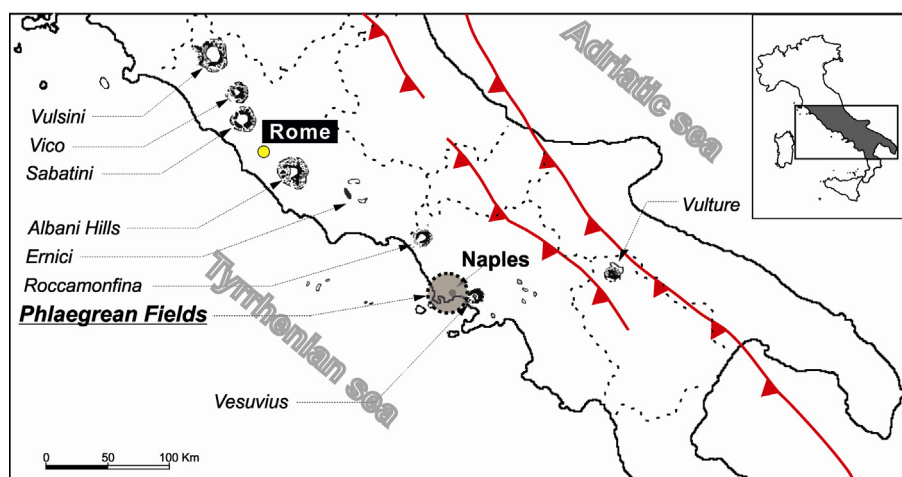 Adriatic sea
Vulsini
Vico
Rome
Sabatini
Vulture
Albani Hills
Ernici
Naples
Roccamonfina
Phlaegrean Fields
Tyrrhenian sea
Vesuvius
0 50 100 Km